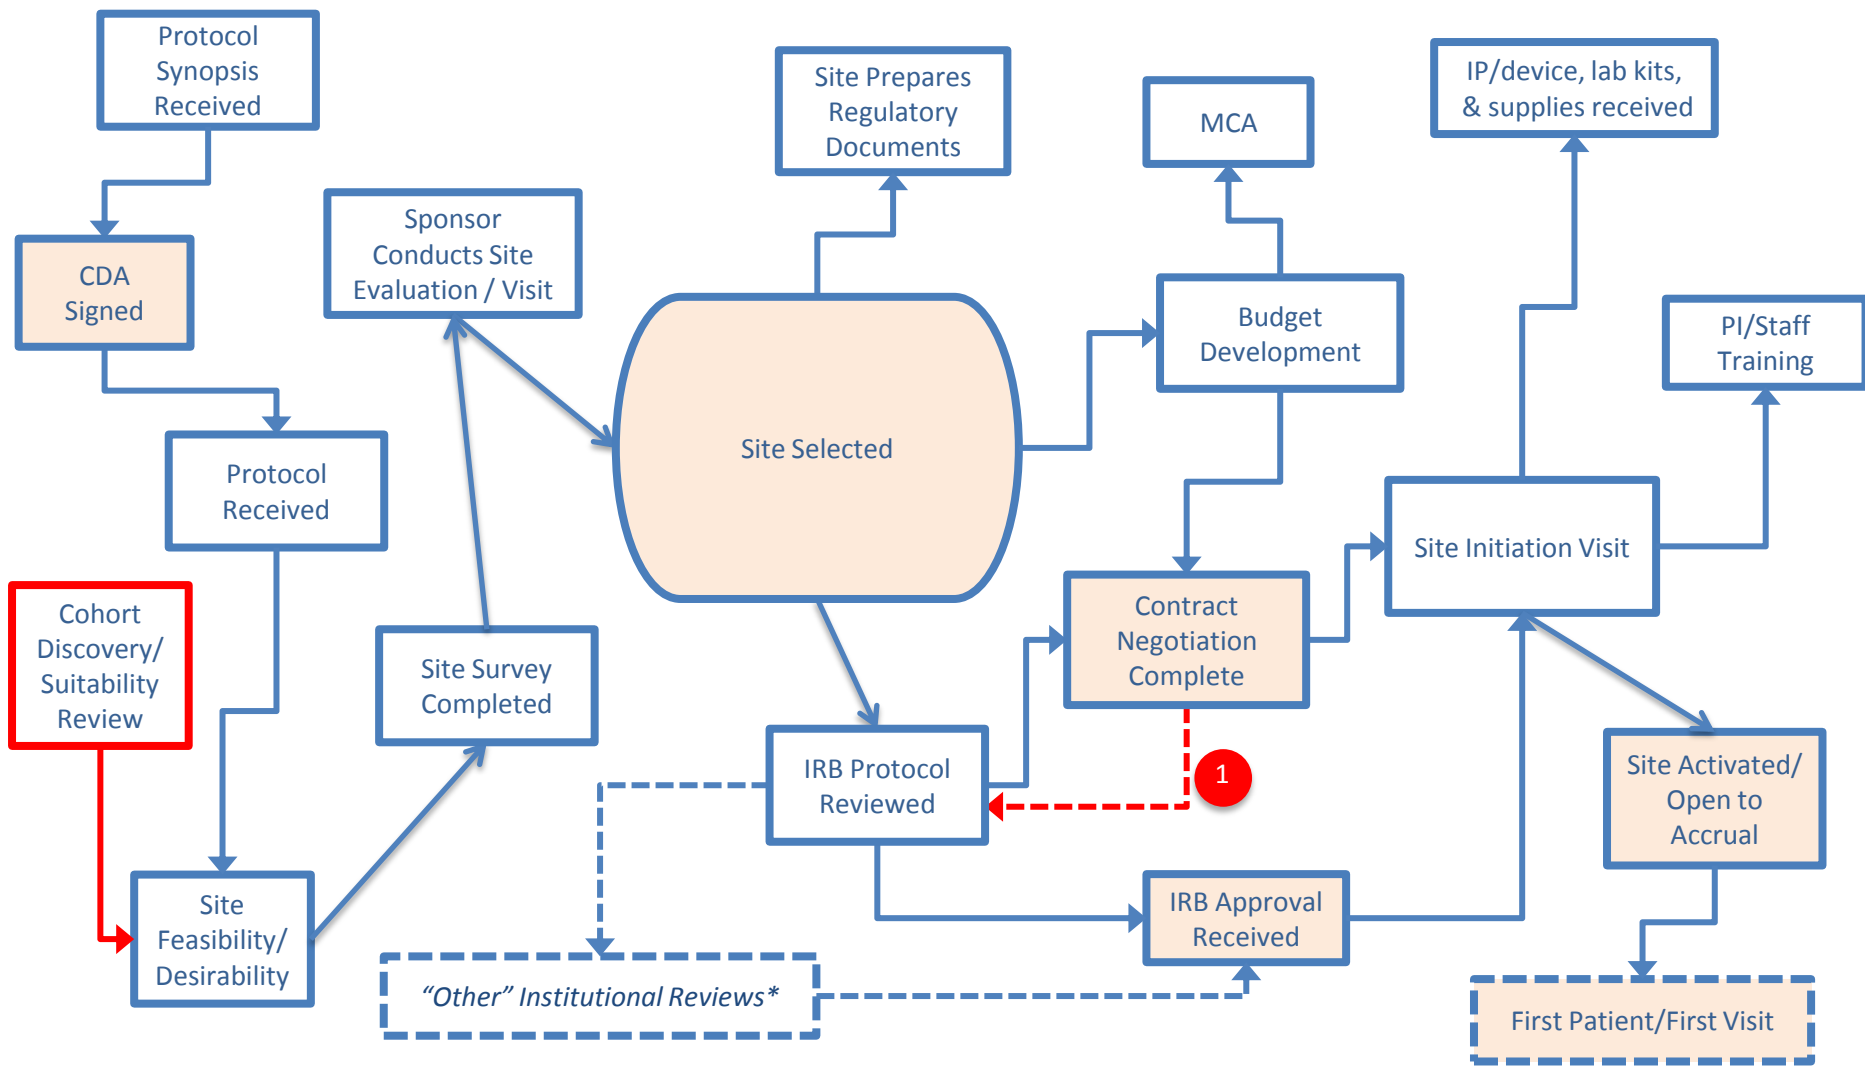 Protocol
Synopsis
Received
CDA
Signed
Protocol
Received
Cohort
Discovery/
Suitability
Review
Site
Feasibility/
Desirability
Site Survey
Completed
Sponsor
Conducts Site
Evaluation / Visit
Site Selected
Site Prepares
Regulatory
Documents
MCA
Budget
Development
Contract
Negotiation
Complete
1
IRB Protocol
Reviewed
“Other” Institutional Reviews*
IRB Approval
Received
Site Initiation Visit
IP/device, lab kits,
& supplies received
PI/Staff
Training
Site Activated/
Open to
Accrual
First Patient/First Visit